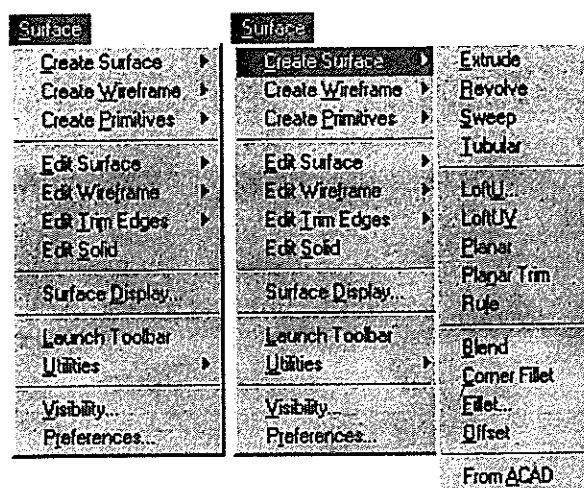 Surface
Create Surface
Create Wireframe
Create Primitives
Edit Surface
Edit Wireframe
Edit Trim Edges
Edit Solid
Surface Display...
Launch Toolbar
Utilities
Visibility...
Preferences...
Surface
Create Surface
Create Wireframe
Create Primitives
Edit Surface
Edit Wireframe
Edit Trim Edges
Edit Solid
Surface Display...
Launch Toolbar
Utilities
Visibility...
Preferences...
Extrude
Revolve
Sweep
Tubular
LoftU...
LoftUV
Planar
Planar Trim
Rule
Blend
Corner Fillet
Fillet...
Offset
From ACAD